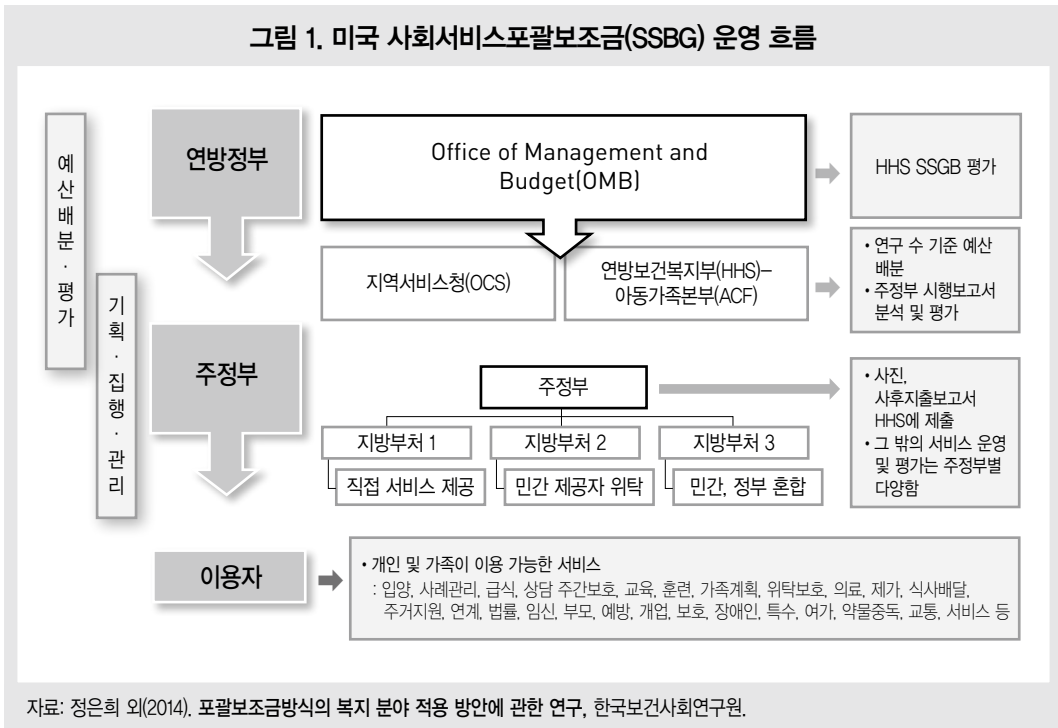 그림 1. 미국 사회서비스포괄보조금(SSBG) 운영 흐름
예산배분·평가
기획·집행·관리
연방정부
Office of Management and
Budget(OMB)
HHS SSGB 평가
지역서비스청(OCS)
연방보건복지부(HHS)–
아동가족본부(ACF)
• 연구 수 기준 예산
배분
• 주정부 시행보고서
분석 및 평가
주정부
주정부
지방부처 1
지방부처 2
지방부처 3
직접 서비스 제공
민간 제공자 위탁
민간, 정부 혼합
• 사진,
사후지출보고서
HHS에 제출
• 그 밖의 서비스 운영
및 평가는 주정부별
다양함
이용자
• 개인 및 가족이 이용 가능한 서비스
: 입양, 사례관리, 급식, 상담 주간보호, 교육, 훈련, 가족계획, 위탁보호, 의료, 제가, 식사배달,
주거지원, 연계, 법률, 임신, 부모, 예방, 개업, 보호, 장애인, 특수, 여가, 약물중독, 교통, 서비스 등
자료: 정은희 외(2014). 포괄보조금방식의 복지 분야 적용 방안에 관한 연구, 한국보건사회연구원.